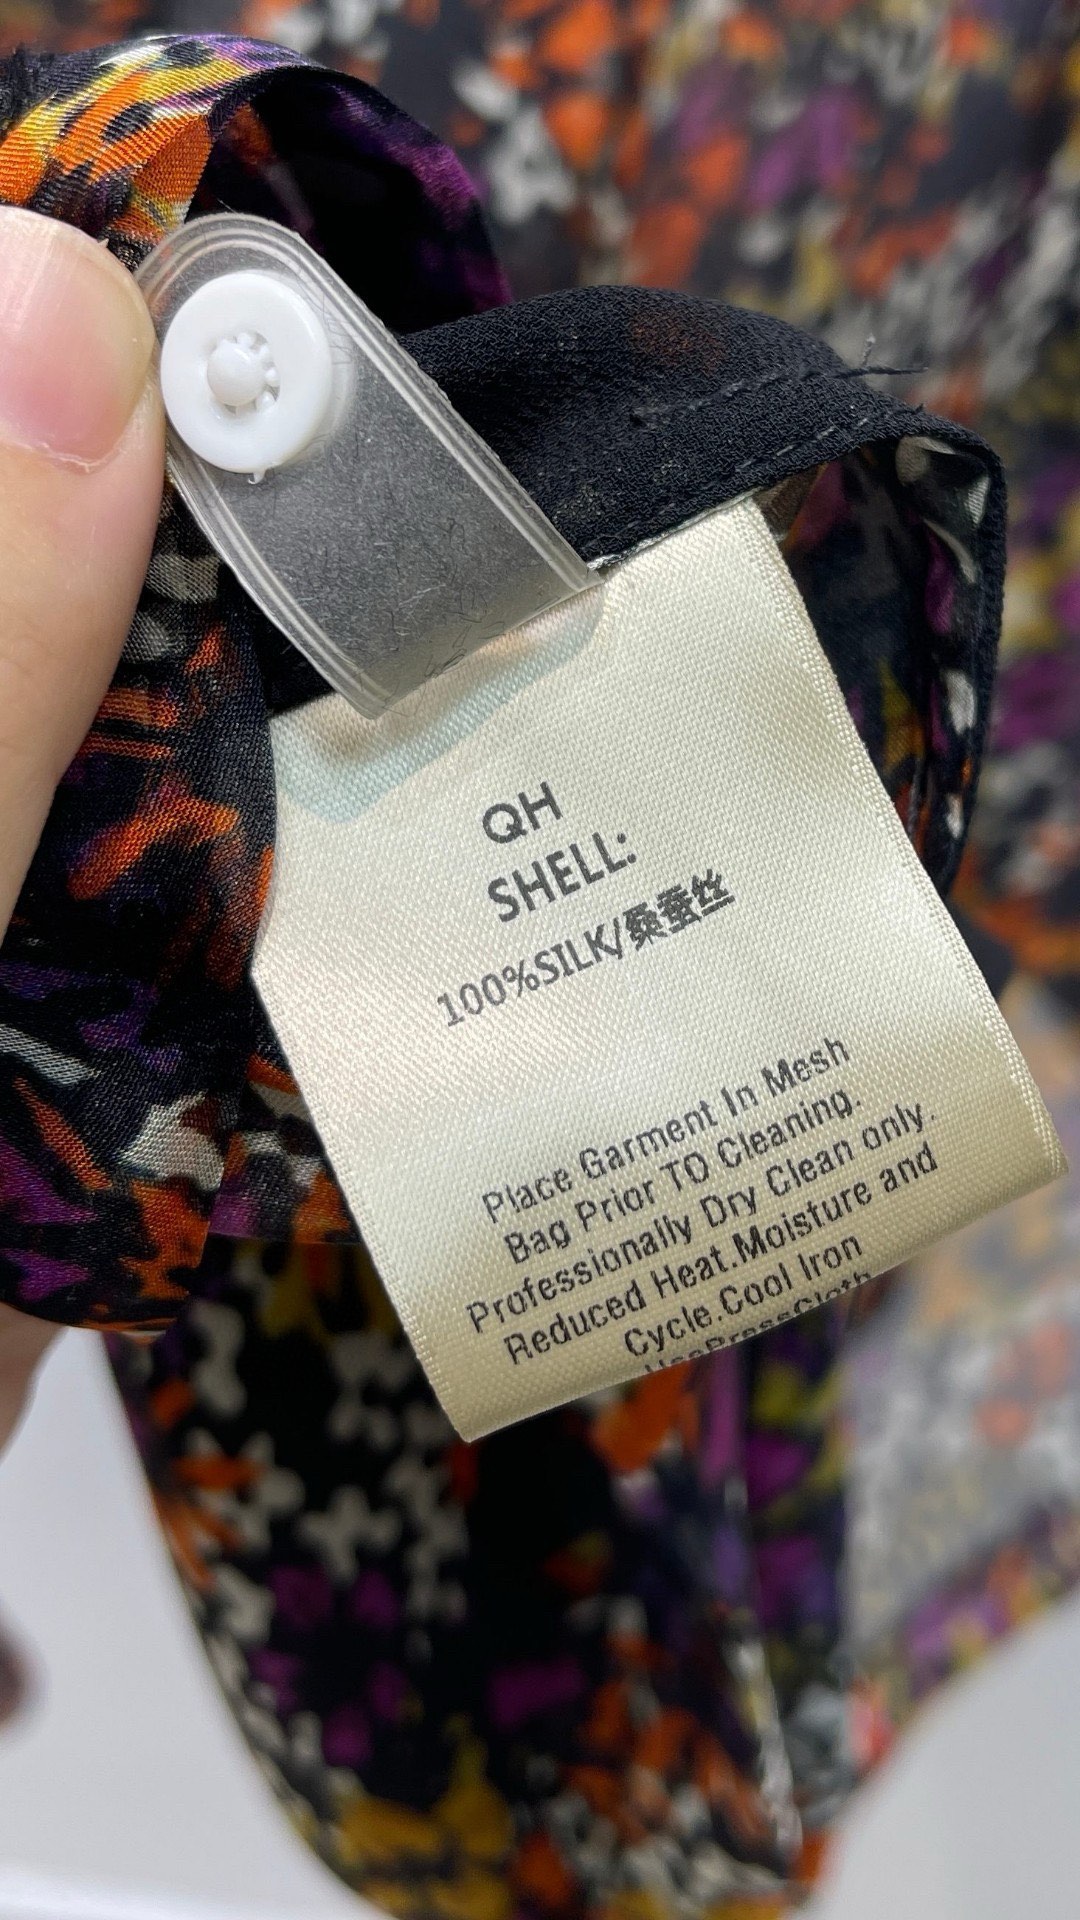 QH
SHELL:
100%SILK/桑蚕丝
Place Garment In Mesh
Bag Prior TO Cleaning.
Professionally Dry Clean only.
Reduced Heat.Moisture and
Cycle.Cool Iron
UsePressCloth